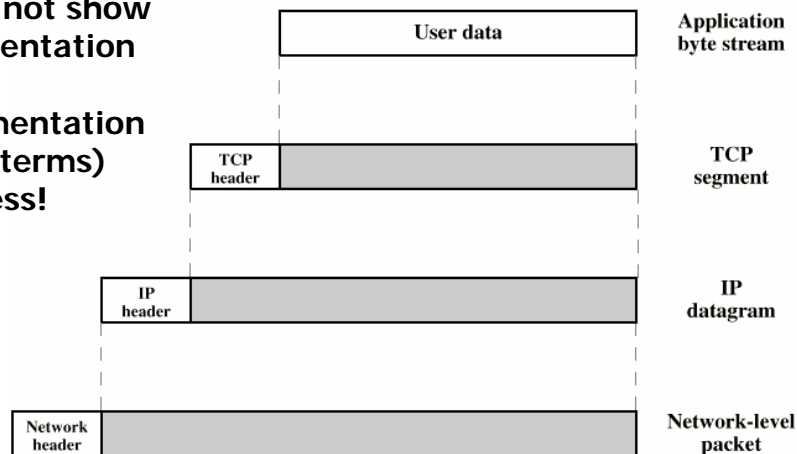 not show
entation
nentation
terms)
ess!
User data
Application
byte stream
TCP
header
TCP
segment
IP
header
IP
datagram
Network
header
Network-level
packet